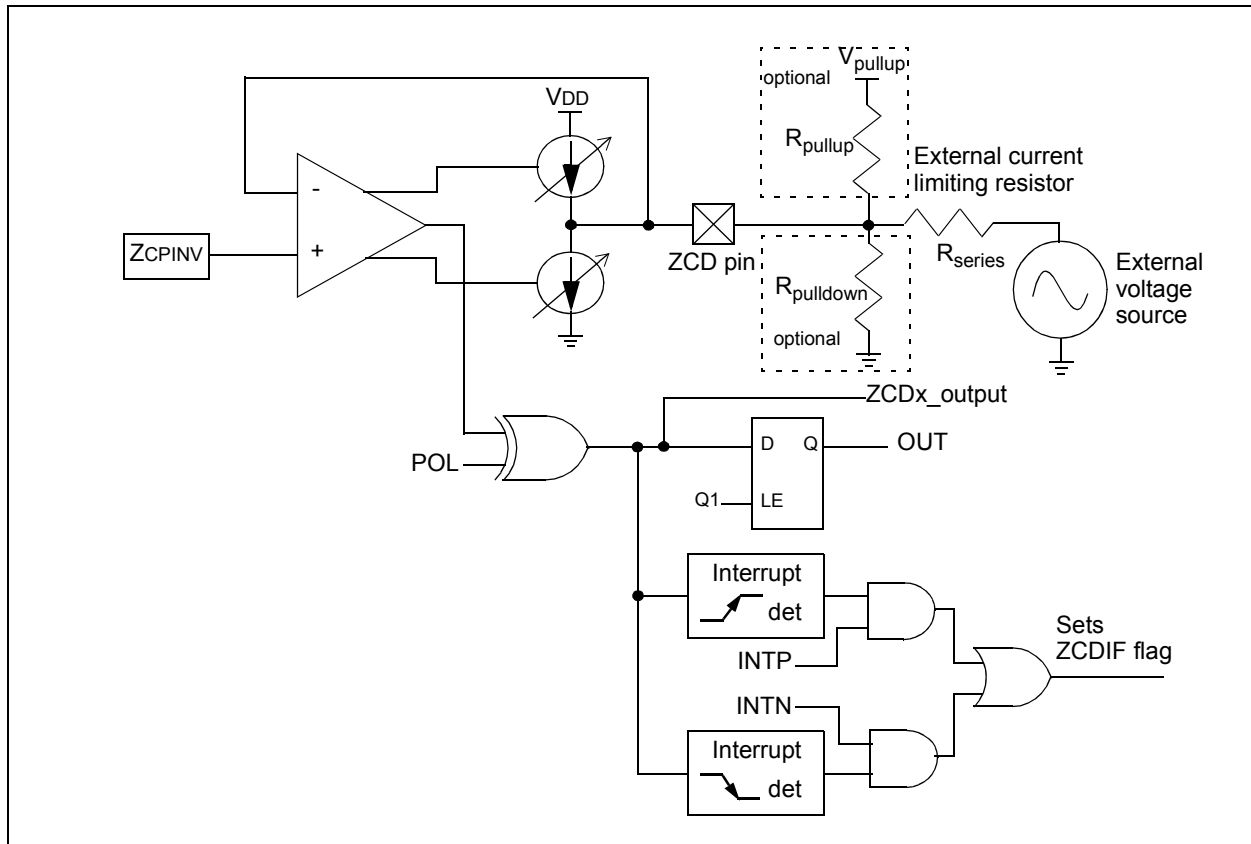 optional
Vpullup
Rpullup
VDD
External current
limiting resistor
-
+
ZCPINV
ZCD pin
Rseries
Rpulldown
optional
External
voltage
source
ZCDx_output
POL
D
Q
OUT
Q1
LE
Interrupt
det
INTP
Sets
ZCDIF flag
INTN
Interrupt
det